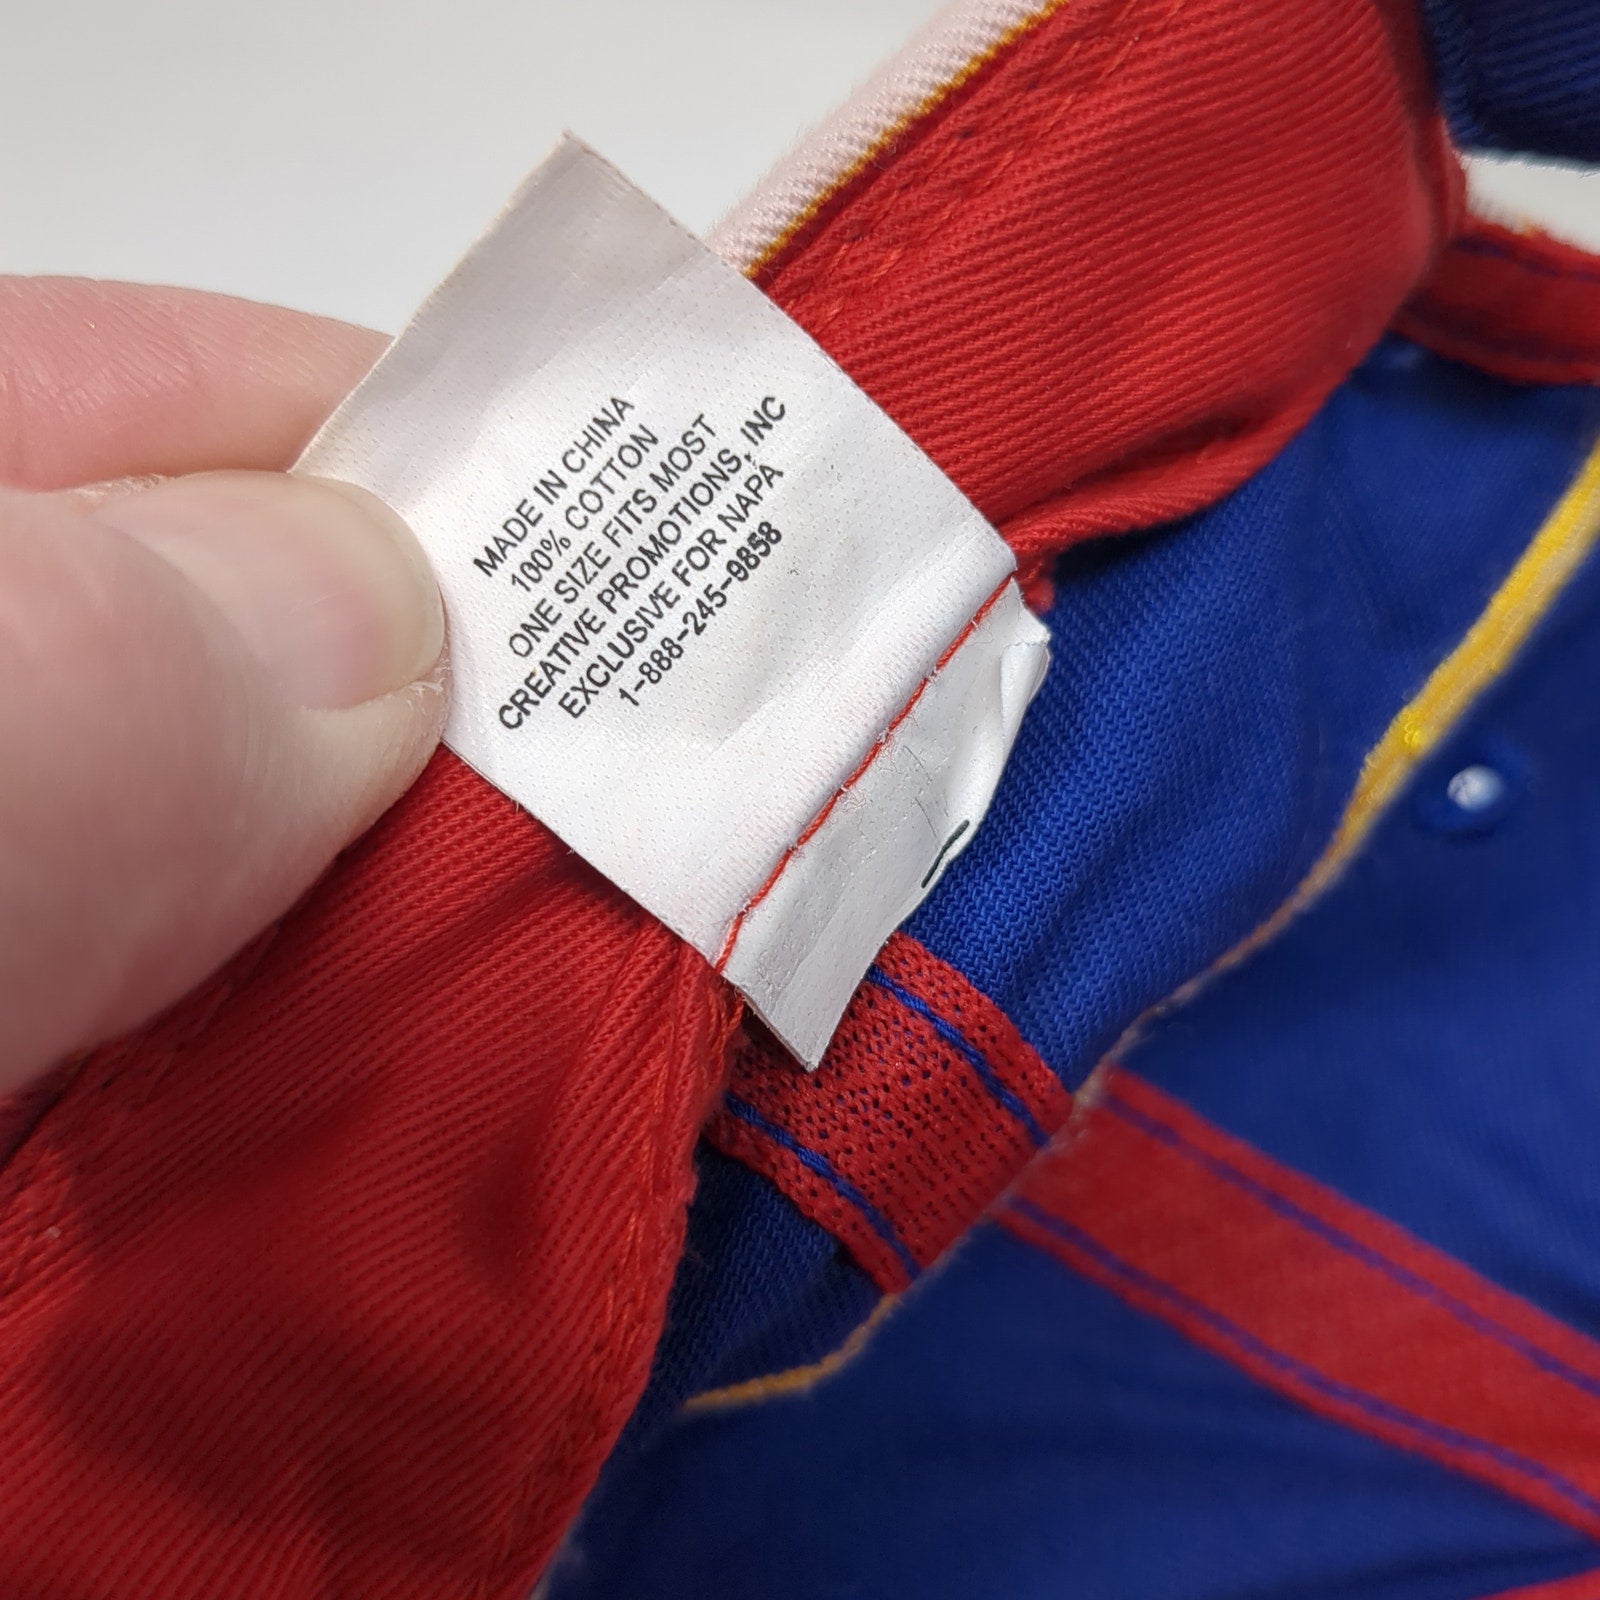 MADE IN CHINA
100% COTTON
ONE SIZE FITS MOST
CREATIVE PROMOTIONS, INC
EXCLUSIVE FOR NAPA
1-888-245-9858